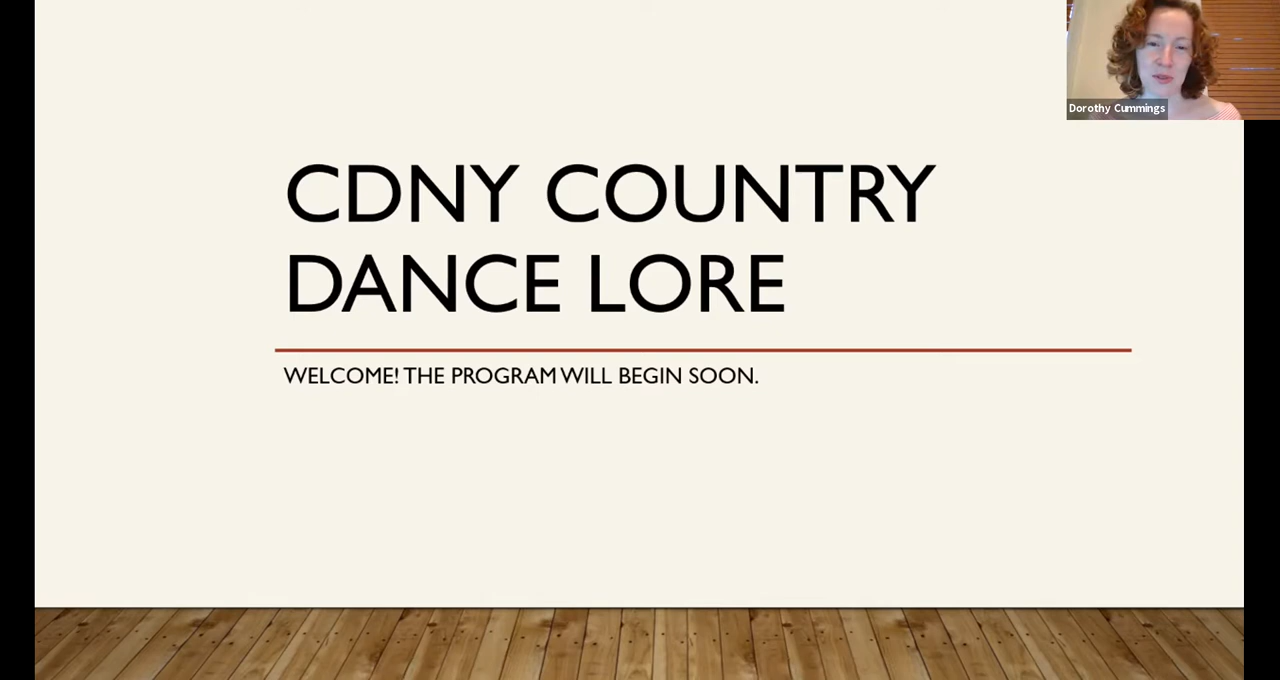 Dorothy Cummings
CDNY COUNTRY
DANCE LORE
WELCOME! THE PROGRAM WILL BEGIN SOON.